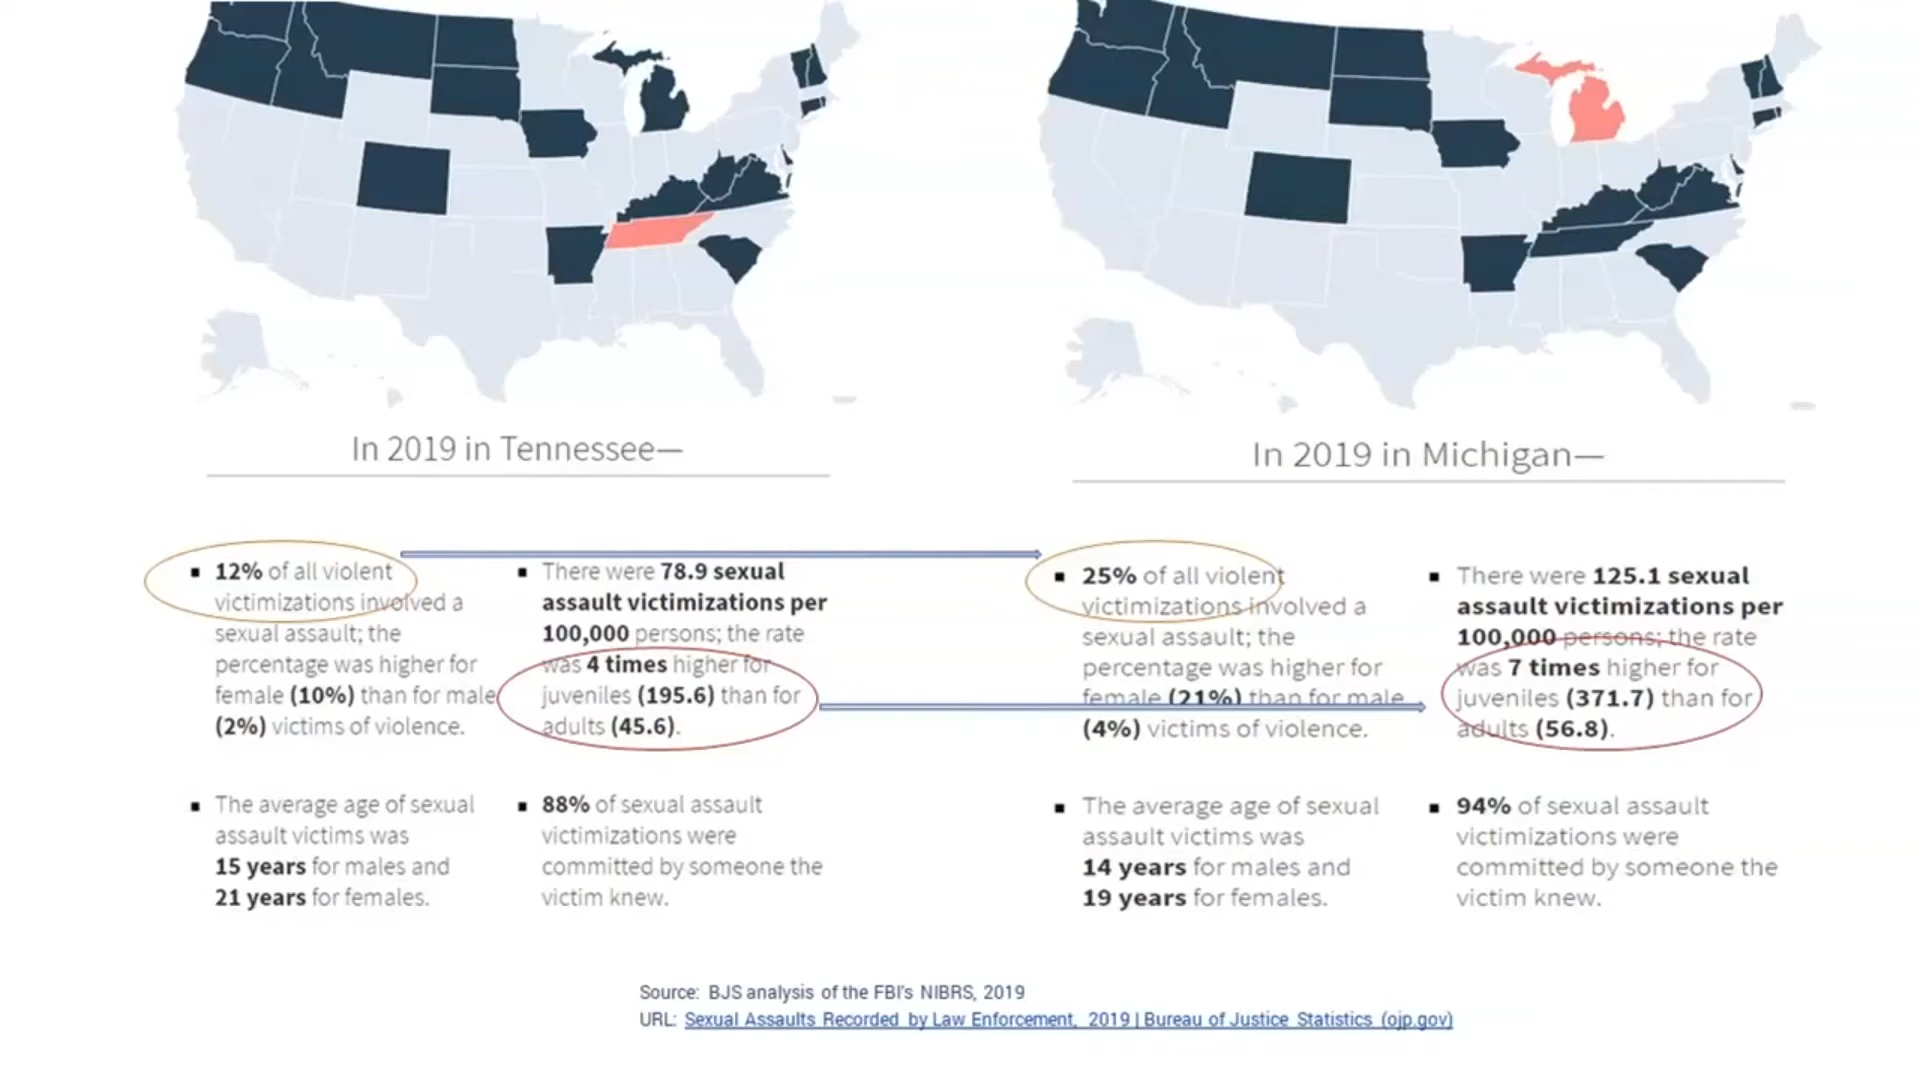 In 2019 in Tennessee—
▪ 12% of all violent
victimizations involved a
sexual assault; the
percentage was higher for
female (10%) than for male
(2%) victims of violence.
▪ There were 78.9 sexual
assault victimizations per
100,000 persons; the rate
was 4 times higher for
juveniles (195.6) than for
adults (45.6).
▪ The average age of sexual
assault victims was
15 years for males and
21 years for females.
▪ 88% of sexual assault
victimizations were
committed by someone the
victim knew.
In 2019 in Michigan—
▪ 25% of all violent
victimizations involved a
sexual assault; the
percentage was higher for
female (21%) than for male
(4%) victims of violence.
▪ There were 125.1 sexual
assault victimizations per
100,000 persons; the rate
was 7 times higher for
juveniles (371.7) than for
adults (56.8).
▪ The average age of sexual
assault victims was
14 years for males and
19 years for females.
▪ 94% of sexual assault
victimizations were
committed by someone the
victim knew.
Source: BJS analysis of the FBI's NIBRS, 2019
URL: Sexual Assaults Recorded by Law Enforcement, 2019 | Bureau of Justice Statistics (ojp.gov)